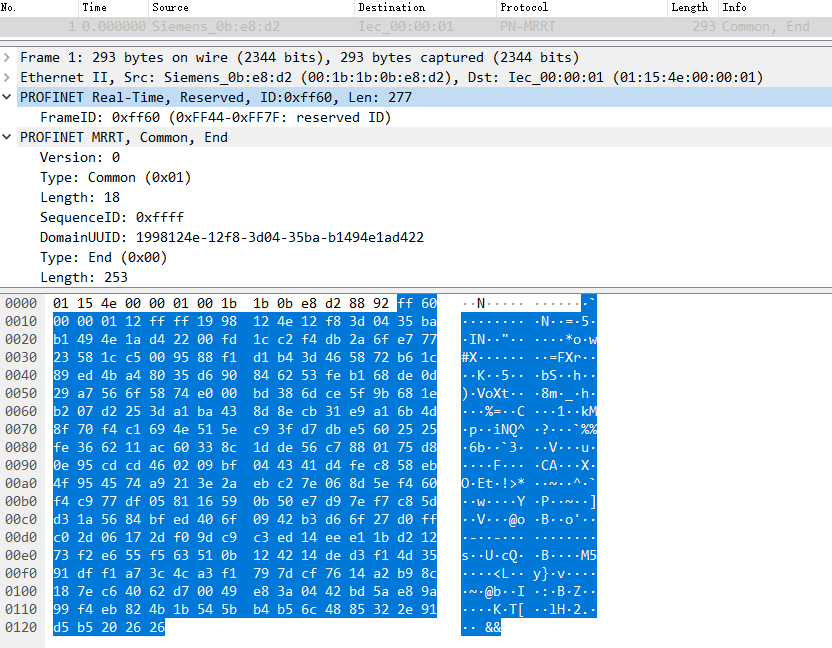 No. Time Source Destination Protocol Length Info
1 0.000000 Siemens_0b:e8:d2 Iec_00:00:01 PN-MRRT 293 Common, End
Frame 1: 293 bytes on wire (2344 bits), 293 bytes captured (2344 bits)
Ethernet II, Src: Siemens_0b:e8:d2 (00:1b:1b:0b:e8:d2), Dst: Iec_00:00:01 (01:15:4e:00:00:01)
PROFINET Real-Time, Reserved, ID:0xff60, Len: 277
FrameID: 0xff60 (0xFF44-0xFF7F: reserved ID)
PROFINET MRRT, Common, End
Version: 0
Type: Common (0x01)
Length: 18
SequenceID: 0xffff
DomainUUID: 1998124e-12f8-3d04-35ba-b1494e1ad422
Type: End (0x00)
Length: 253
0000 01 15 4e 00 00 01 00 1b 1b 0b e8 d2 88 92 ff 60 ··N····· ·······`
0010 00 00 01 12 ff ff 19 98 12 4e 12 f8 3d 04 35 ba ········ ·N··=·5·
0020 b1 49 4e 1a d4 22 00 fd 1c c2 f4 db 2a 6f e7 77 ·IN··"·· ····*o·w
0030 23 58 1c c5 00 95 88 f1 d1 b4 3d 46 58 72 b6 1c #X······ ··=FXr··
0040 89 ed 4b a4 80 35 d6 90 84 62 53 fe b1 68 de 0d ··K··5·· ·bS··h··
0050 29 a7 56 6f 58 74 e0 00 bd 38 6d ce 5f 9b 68 1e )·VoXt·· ·8m·_·h·
0060 b2 07 d2 25 3d a1 ba 43 8d 8e cb 31 e9 a1 6b 4d ···%=··C ···1··kM
0070 8f 70 f4 c1 69 4e 51 5e c9 3f d7 db e5 60 25 25 ·p··iNQ^ ·?···`%%
0080 fe 36 62 11 ac 60 33 8c 1d de 56 c7 88 01 75 d8 ·6b··`3· ··V···u·
0090 0e 95 cd cd 46 02 09 bf 04 43 41 d4 fe c8 58 eb ····F··· ·CA···X·
00a0 4f 95 45 74 a9 21 3e 2a eb c2 7e 06 8d 5e f4 60 O·Et·!>* ··~··^·`
00b0 f4 c9 77 df 05 81 16 59 0b 50 e7 d9 7e f7 c8 5d ··w····Y ·P··~··]
00c0 d3 1a 56 84 bf ed 40 6f 09 42 b3 d6 6f 27 d0 ff ··V···@o ·B··o'··
00d0 c0 2d 06 17 2d f0 9d c9 c3 ed 14 ee e1 1b d2 12 ·-··-··· ········
00e0 73 f2 e6 55 f5 63 51 0b 12 42 14 de d3 f1 4d 35 s··U·cQ· ·B····M5
00f0 91 df f1 a7 3c 4c a3 f1 79 7d cf 76 14 a2 b9 8c ····<L·· y}·v····
0100 18 7e c6 40 62 d7 00 49 e8 3a 04 42 bd 5a e8 9a ·~·@b··I ·:·B·Z··
0110 99 f4 eb 82 4b 1b 54 5b b4 b5 6c 48 85 32 2e 91 ····K·T[ ··lH·2.·
0120 d5 b5 20 26 26 ·· &&